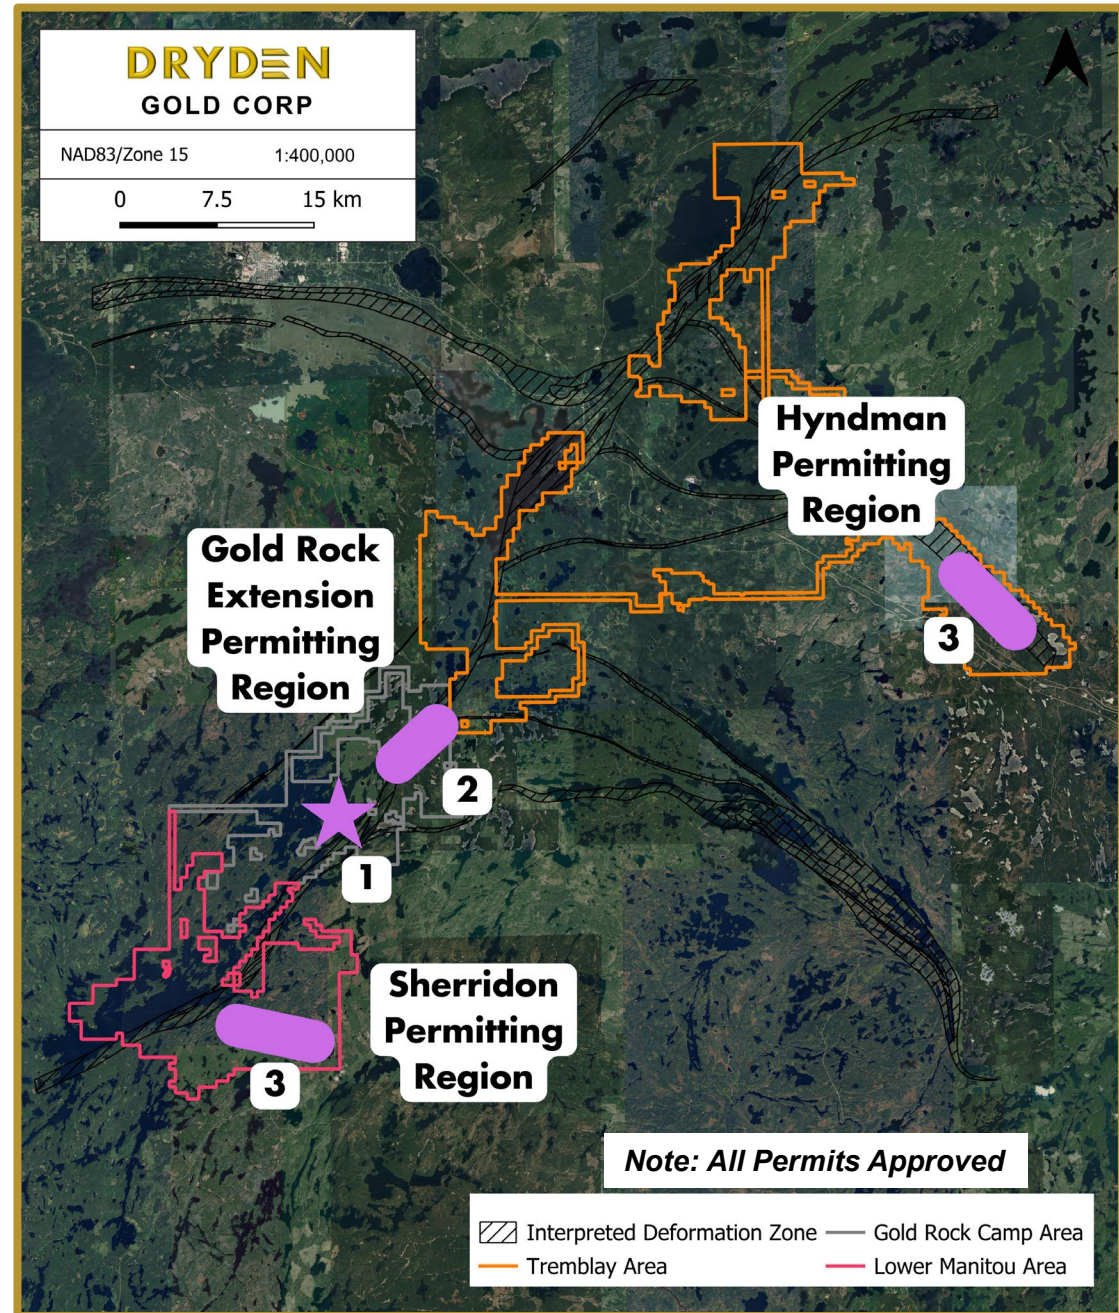 DRYDEN
GOLD CORP
NAD83/Zone 15 1:400,000
0 7.5 15 km
Hyndman
Permitting
Region
Gold Rock
Extension
Permitting
Region
3
2
1
Sherridon
Permitting
Region
3
Note: All Permits Approved
Interpreted Deformation Zone Gold Rock Camp Area
Tremblay Area Lower Manitou Area